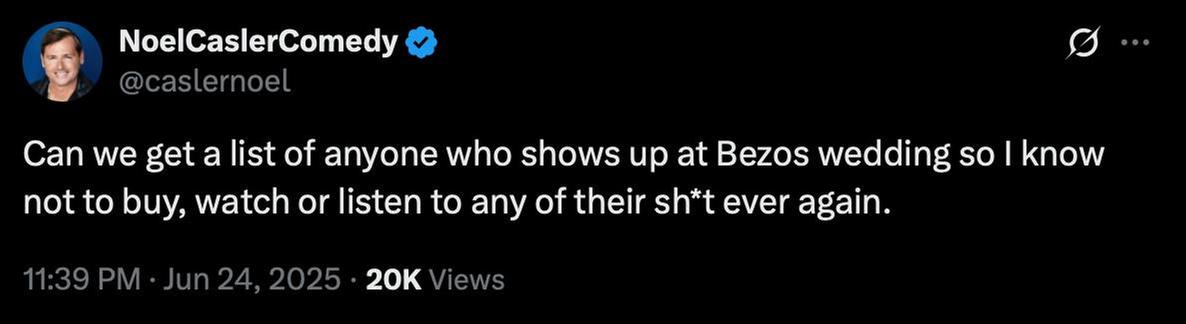 NoelCaslerComedy
@caslernoel
Can we get a list of anyone who shows up at Bezos wedding so I know
not to buy, watch or listen to any of their sh*t ever again.
11:39 PM · Jun 24, 2025 · 20K Views